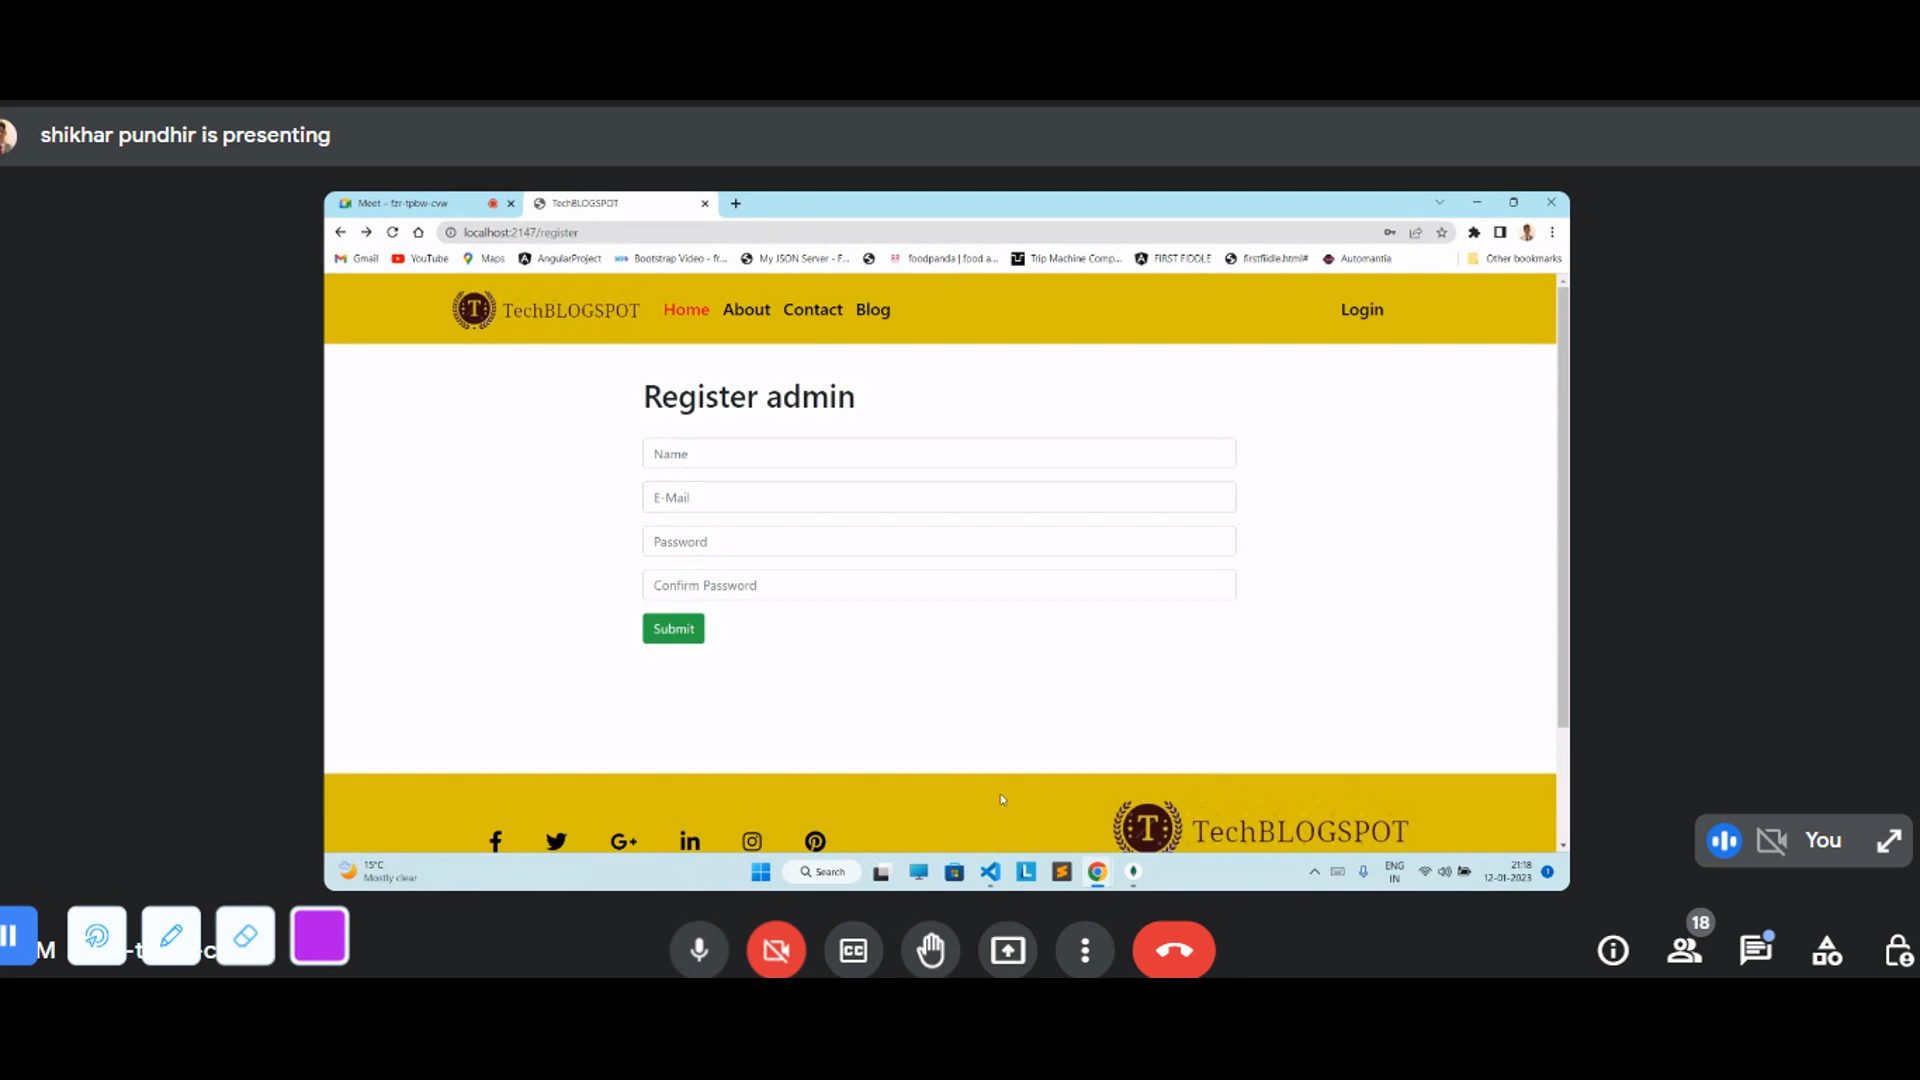 shikhar pundhir is presenting
Meet – fzr-tpbw-cvw
TechBLOGSPOT
localhost:2147/register
Gmail YouTube Maps AngularProject Bootstrap Video - fr... My JSON Server - F... foodpanda | food a... Trip Machine Comp... FIRST FIDDLE firstfiidle.html# Automantia Other bookmarks
TechBLOGSPOT Home About Contact Blog Login
Register admin
Name
E-Mail
Password
Confirm Password
Submit
TechBLOGSPOT
15°C
Mostly clear
Search
ENG
IN
21:18
12-01-2023
1
You
18